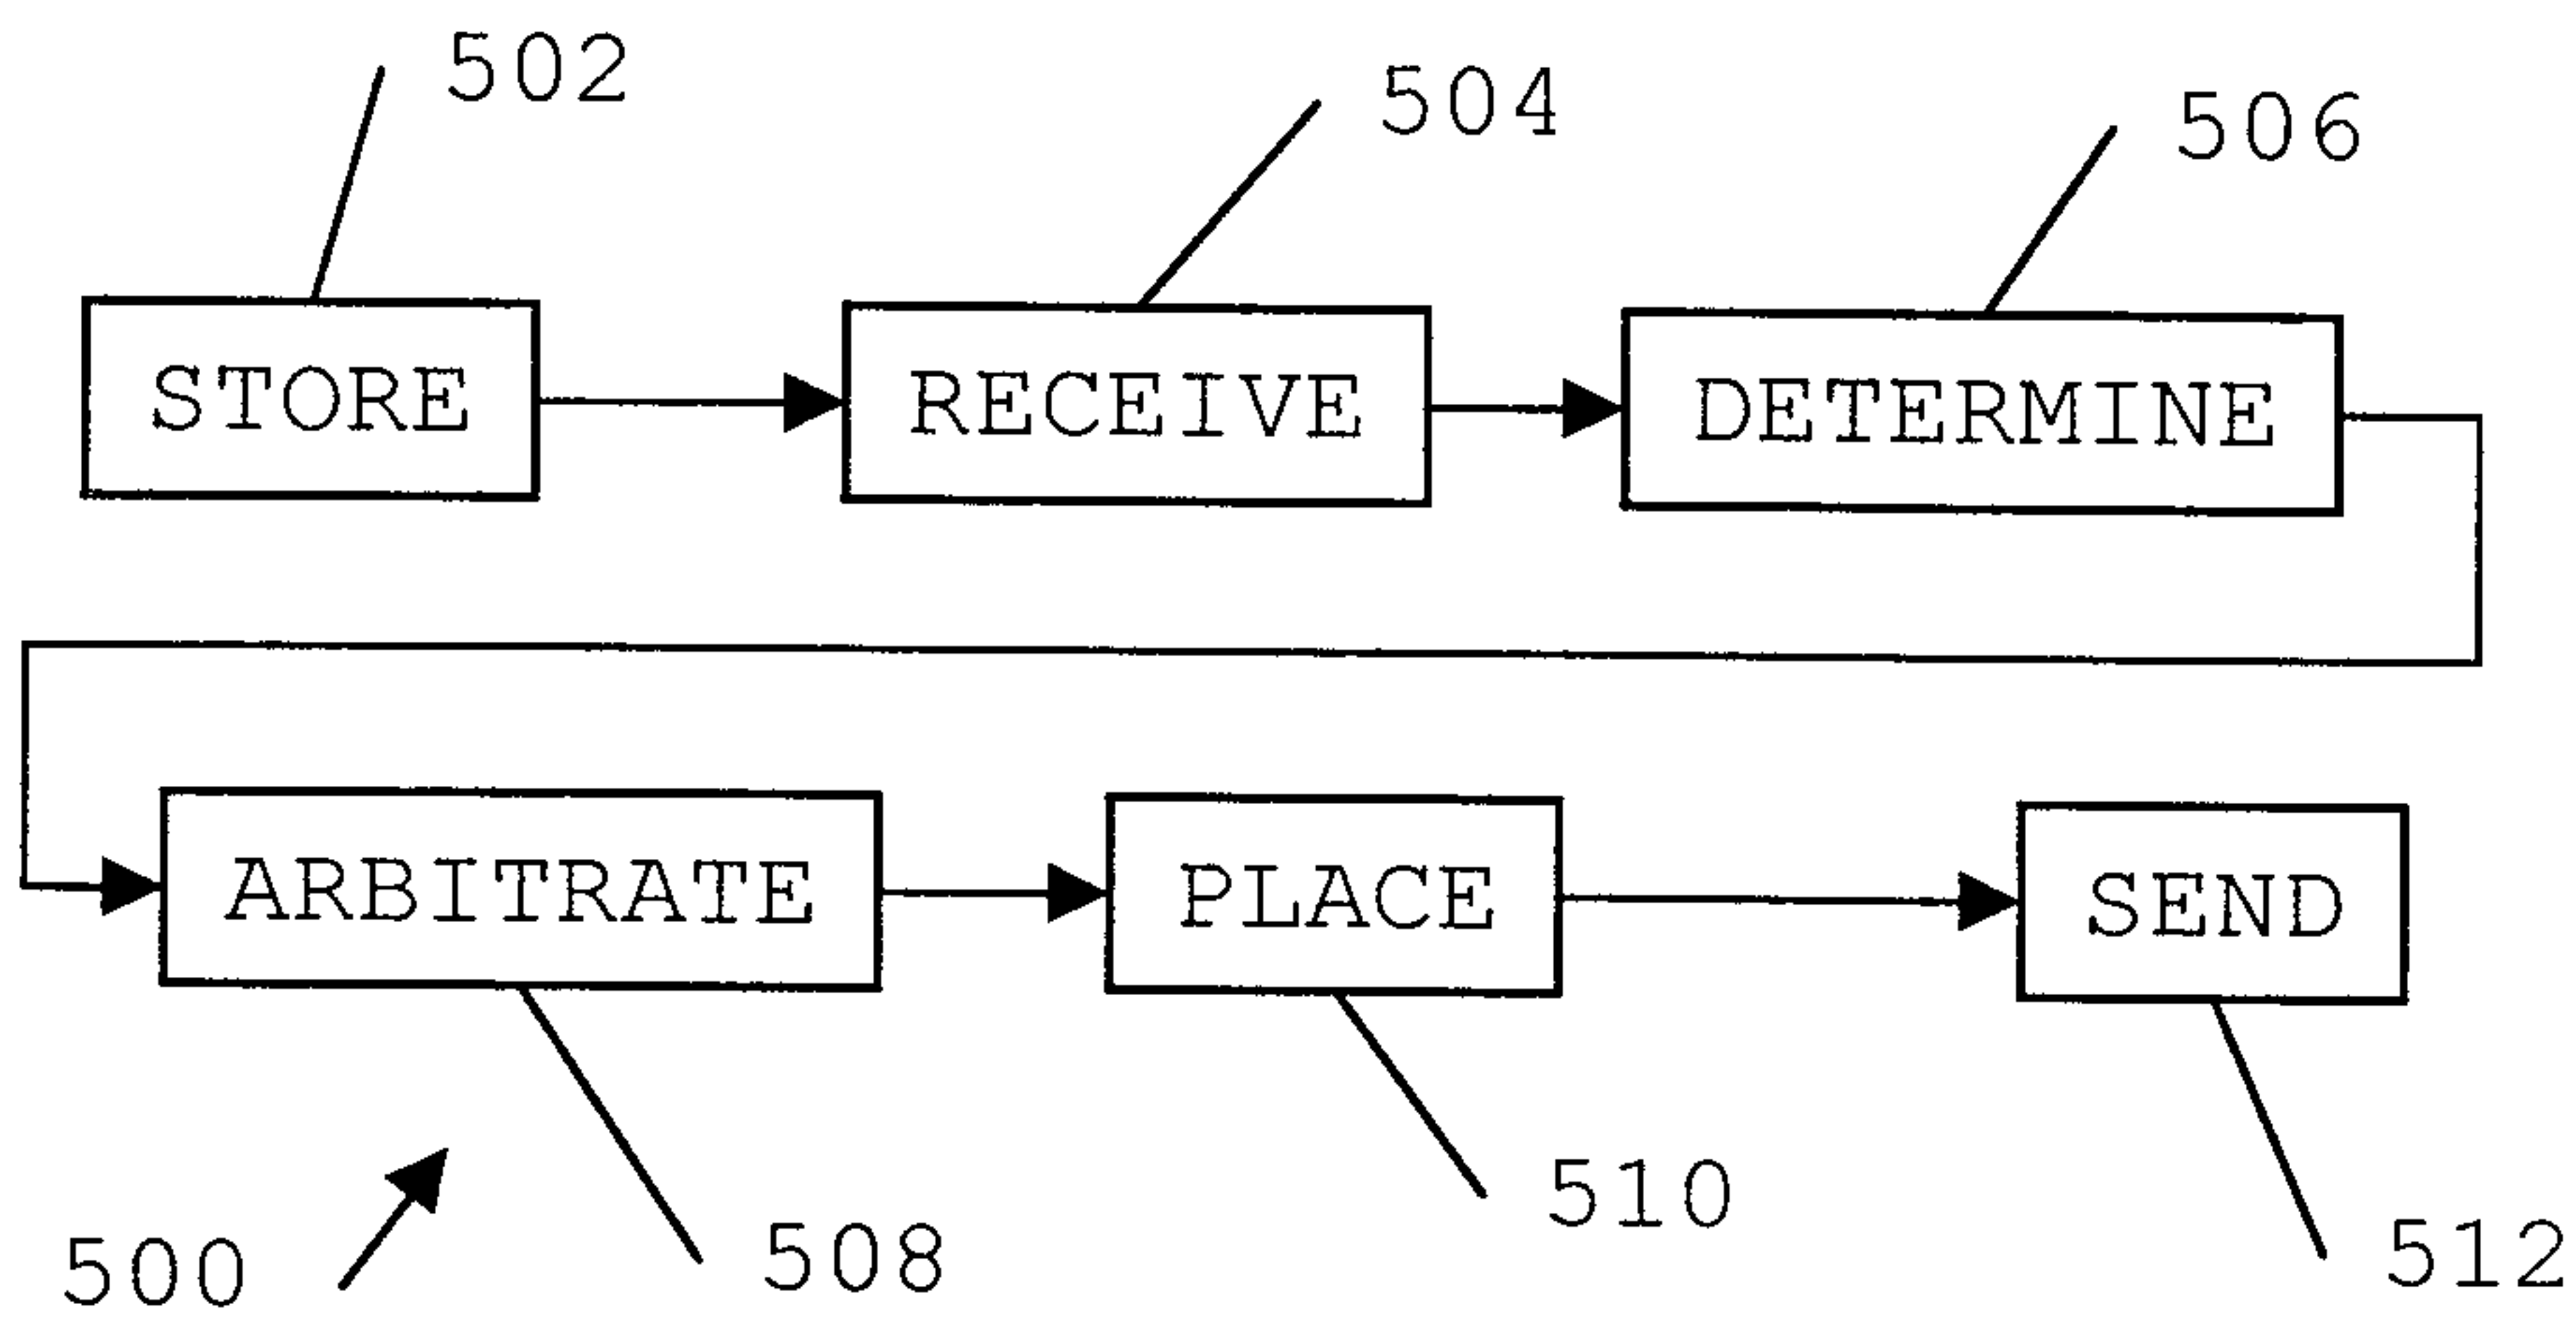 502
504
506
STORE
RECEIVE
DETERMINE
ARBITRATE
PLACE
SEND
500
508
510
512